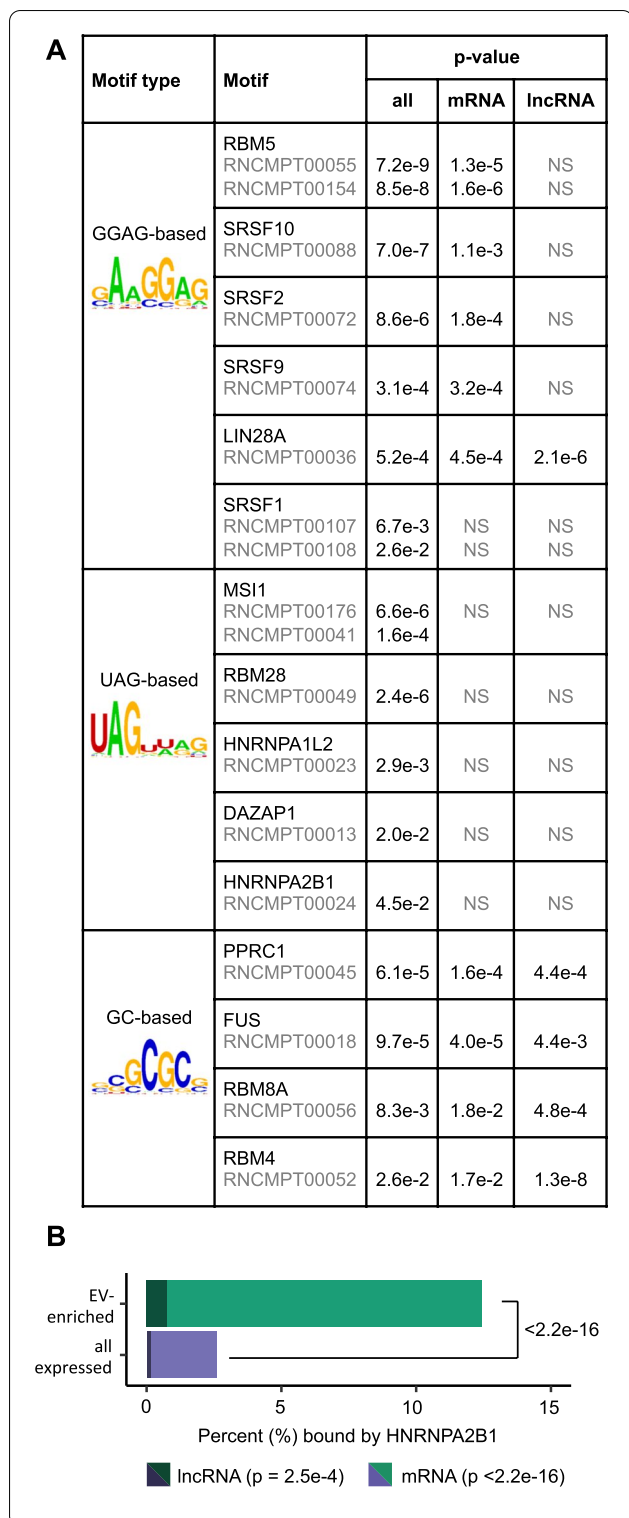 A
Motif type
Motif
p-value
all
mRNA
lncRNA
GGAG-based
RBM5
RNCMPT00055 7.2e-9 1.3e-5 NS
RNCMPT00154 8.5e-8 1.6e-6 NS
SRSF10
RNCMPT00088 7.0e-7 1.1e-3 NS
SRSF2
RNCMPT00072 8.6e-6 1.8e-4 NS
SRSF9
RNCMPT00074 3.1e-4 3.2e-4 NS
LIN28A
RNCMPT00036 5.2e-4 4.5e-4 2.1e-6
SRSF1
RNCMPT00107 6.7e-3 NS NS
RNCMPT00108 2.6e-2 NS NS
UAG-based
UAG
MSI1
RNCMPT00176 6.6e-6 NS NS
RNCMPT00041 1.6e-4
RBM28
RNCMPT00049 2.4e-6 NS NS
HNRNPA1L2
RNCMPT00023 2.9e-3 NS NS
DAZAP1
RNCMPT00013 2.0e-2 NS NS
HNRNPA2B1
RNCMPT00024 4.5e-2 NS NS
GC-based
PPRC1
RNCMPT00045 6.1e-5 1.6e-4 4.4e-4
FUS
RNCMPT00018 9.7e-5 4.0e-5 4.4e-3
RBM8A
RNCMPT00056 8.3e-3 1.8e-2 4.8e-4
RBM4
RNCMPT00052 2.6e-2 1.7e-2 1.3e-8
B
EV-
enriched
all
expressed
<2.2e-16
0 5 10 15
Percent (%) bound by HNRNPA2B1
lncRNA (p = 2.5e-4) mRNA (p <2.2e-16)